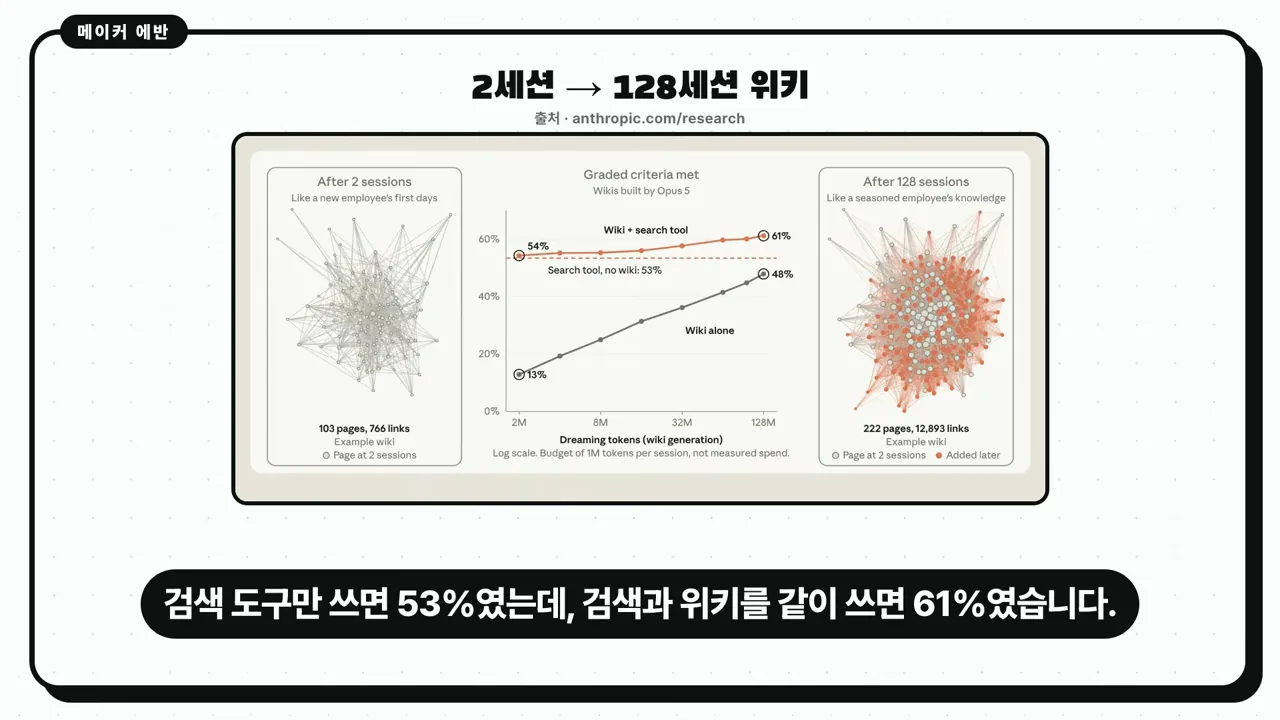 메이커 에반
2세션 → 128세션 위키
출처 · anthropic.com/research
After 2 sessions
Like a new employee's first days
103 pages, 766 links
Example wiki
Page at 2 sessions
Graded criteria met
Wikis built by Opus 5
60%
40%
20%
0%
Wiki + search tool
54%
61%
Search tool, no wiki: 53%
48%
Wiki alone
13%
2M
8M
32M
128M
Dreaming tokens (wiki generation)
Log scale. Budget of 1M tokens per session, not measured spend.
After 128 sessions
Like a seasoned employee's knowledge
222 pages, 12,893 links
Example wiki
Page at 2 sessions
Added later
검색 도구만 쓰면 53%였는데, 검색과 위키를 같이 쓰면 61%였습니다.